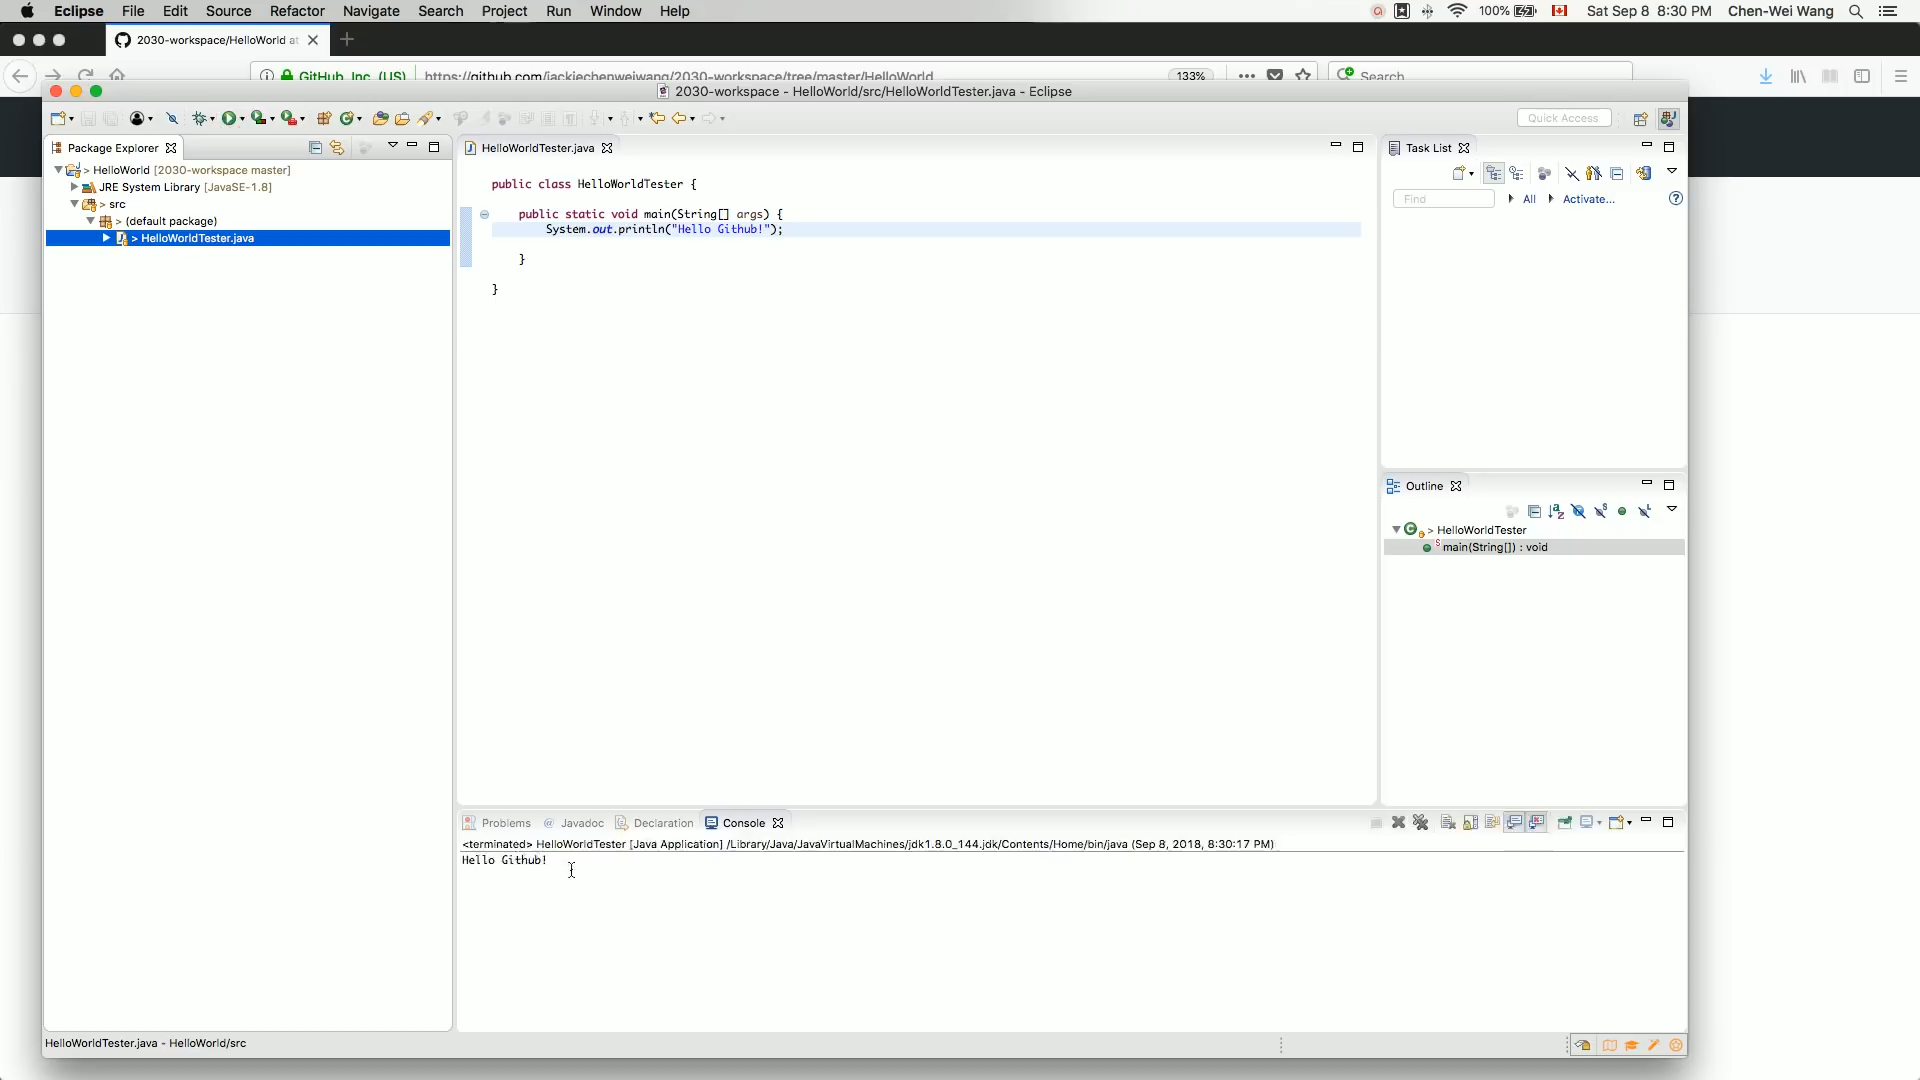 Eclipse File Edit Source Refactor Navigate Search Project Run Window Help 100% Sat Sep 8 8:30 PM Chen-Wei Wang
2030-workspace/HelloWorld at
GitHub, Inc. (US) https://github.com/jackiechenweiwang/2030-workspace/tree/master/HelloWorld 133% Search
2030-workspace - HelloWorld/src/HelloWorldTester.java - Eclipse
Quick Access
Package Explorer
> HelloWorld [2030-workspace master]
JRE System Library [JavaSE-1.8]
> src
> (default package)
> HelloWorldTester.java
HelloWorldTester.java
public class HelloWorldTester {
public static void main(String[] args) {
System.out.println("Hello Github!");
}
}
Task List
Find All Activate...
Outline
> HelloWorldTester
main(String[]) : void
Problems @ Javadoc Declaration Console
<terminated> HelloWorldTester [Java Application] /Library/Java/JavaVirtualMachines/jdk1.8.0_144.jdk/Contents/Home/bin/java (Sep 8, 2018, 8:30:17 PM)
Hello Github!
HelloWorldTester.java - HelloWorld/src